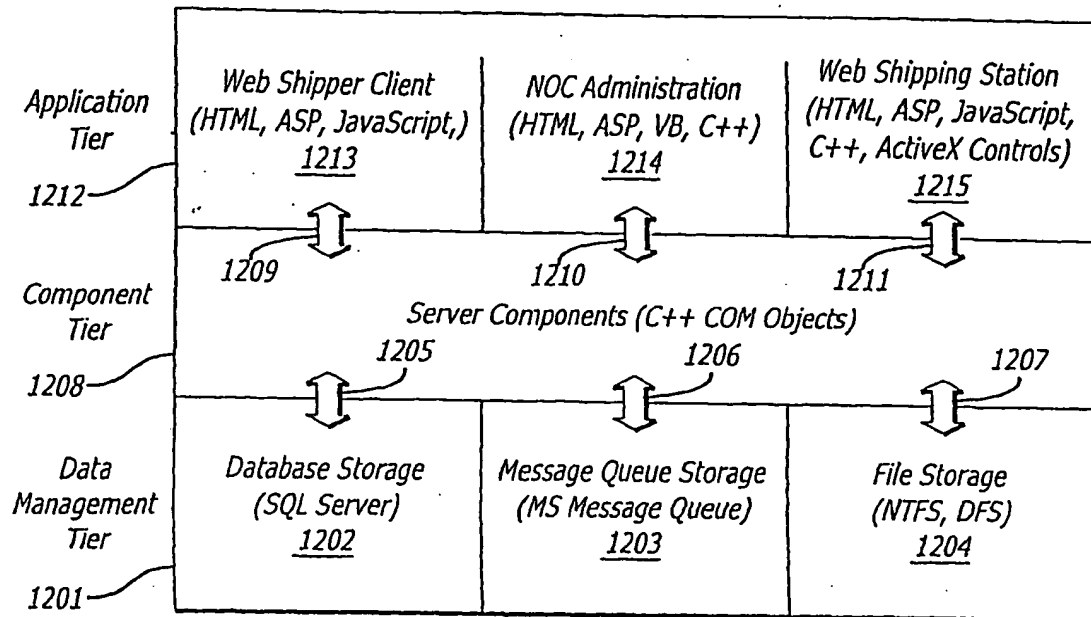 Application
Tier
1212
Web Shipper Client
(HTML, ASP, JavaScript,)
1213
NOC Administration
(HTML, ASP, VB, C++)
1214
Web Shipping Station
(HTML, ASP, JavaScript,
C++, ActiveX Controls)
1215
1209
1210
1211
Component
Tier
1208
Server Components (C++ COM Objects)
1205
1206
1207
Data
Management
Tier
1201
Database Storage
(SQL Server)
1202
Message Queue Storage
(MS Message Queue)
1203
File Storage
(NTFS, DFS)
1204